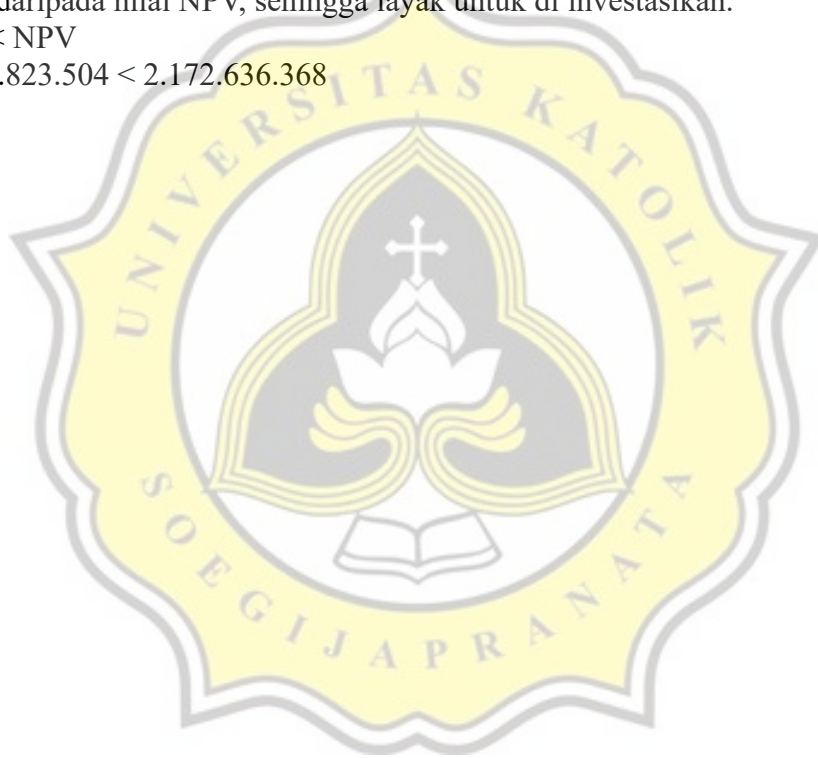 daripada nilai NPV, sehingga layak untuk di investasikan.
< NPV
.823.504 < 2.172.636.368
UNIVERSITAS KATOLIK
SOEGIJAPRANATA